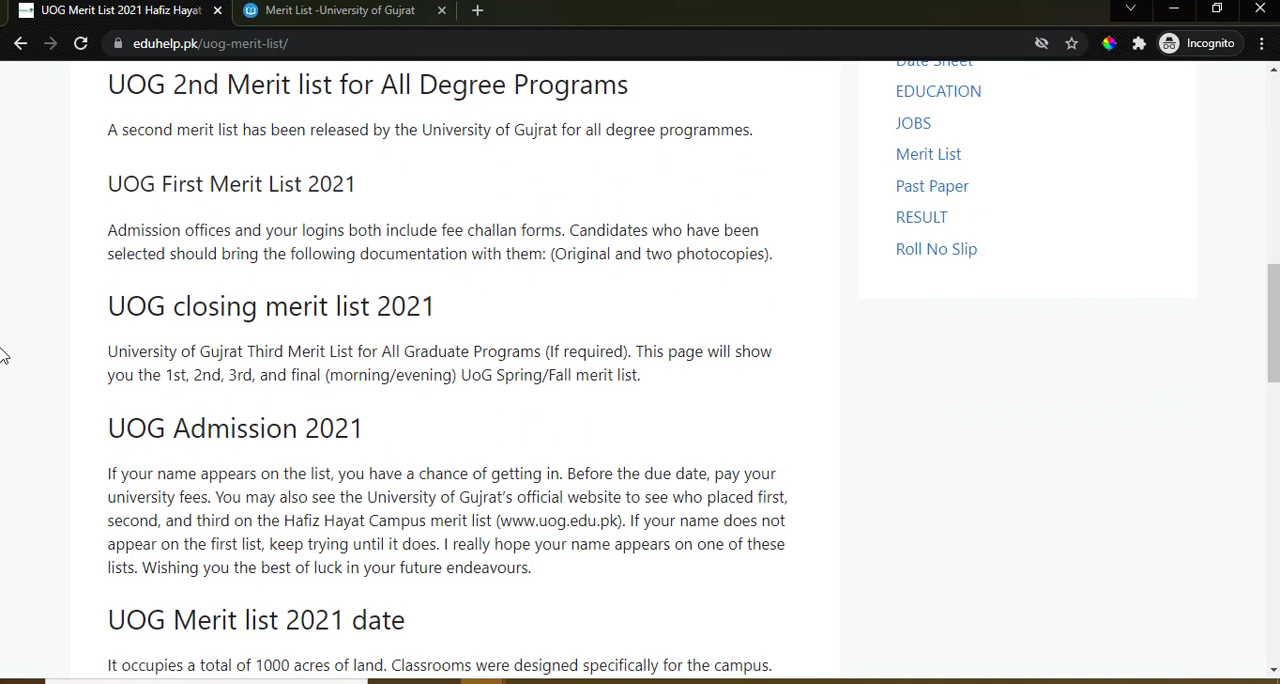 UOG Merit List 2021 Hafiz Hayat
Merit List -University of Gujrat
eduhelp.pk/uog-merit-list/
Incognito
UOG 2nd Merit list for All Degree Programs
A second merit list has been released by the University of Gujrat for all degree programmes.
UOG First Merit List 2021
Admission offices and your logins both include fee challan forms. Candidates who have been
selected should bring the following documentation with them: (Original and two photocopies).
UOG closing merit list 2021
University of Gujrat Third Merit List for All Graduate Programs (If required). This page will show
you the 1st, 2nd, 3rd, and final (morning/evening) UoG Spring/Fall merit list.
UOG Admission 2021
If your name appears on the list, you have a chance of getting in. Before the due date, pay your
university fees. You may also see the University of Gujrat’s official website to see who placed first,
second, and third on the Hafiz Hayat Campus merit list (www.uog.edu.pk). If your name does not
appear on the first list, keep trying until it does. I really hope your name appears on one of these
lists. Wishing you the best of luck in your future endeavours.
UOG Merit list 2021 date
It occupies a total of 1000 acres of land. Classrooms were designed specifically for the campus.
Date Sheet
EDUCATION
JOBS
Merit List
Past Paper
RESULT
Roll No Slip